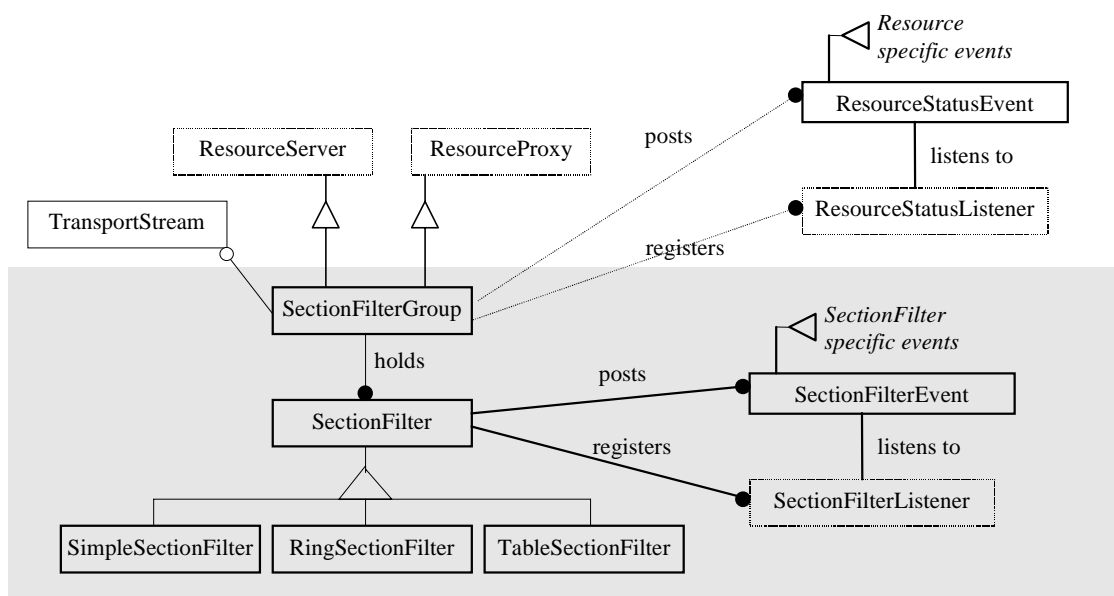 Resource
specific events
ResourceStatusEvent
posts
ResourceServer
ResourceProxy
listens to
TransportStream
ResourceStatusListener
registers
SectionFilterGroup
SectionFilter
specific events
holds
posts
SectionFilterEvent
SectionFilter
registers
listens to
SectionFilterListener
SimpleSectionFilter
RingSectionFilter
TableSectionFilter